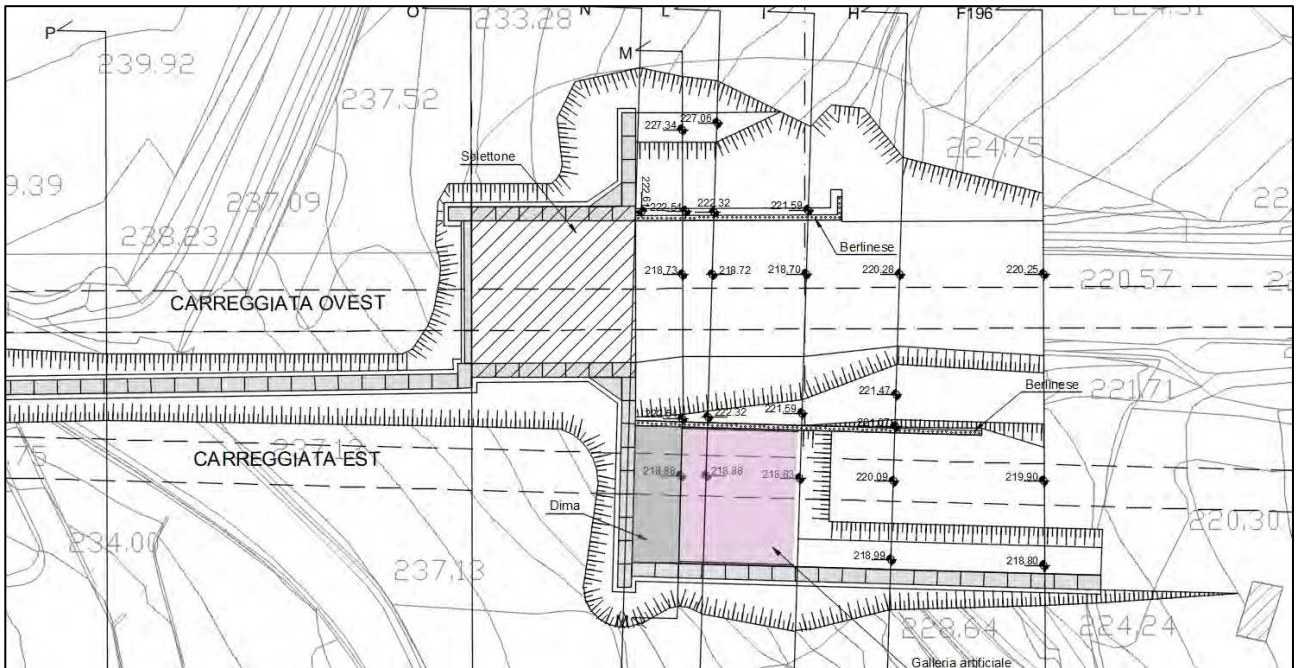 P
O
N
L
I
H
F196
M
239.92
233.28
237.52
237.09
238.23
9.39
224.75
220.57
221.71
220.30
224.24
228.64
237.13
237.13
234.00
Solettone
227.34
227.06
222.61
222.54
222.32
221.59
Berlinese
218.73
218.72
218.70
220.28
220.25
CARREGGIATA OVEST
221.47
Berlinese
222.32
221.59
CARREGGIATA EST
218.88
218.88
218.83
220.09
219.90
Dima
218.99
218.80
M
Galleria artificiale